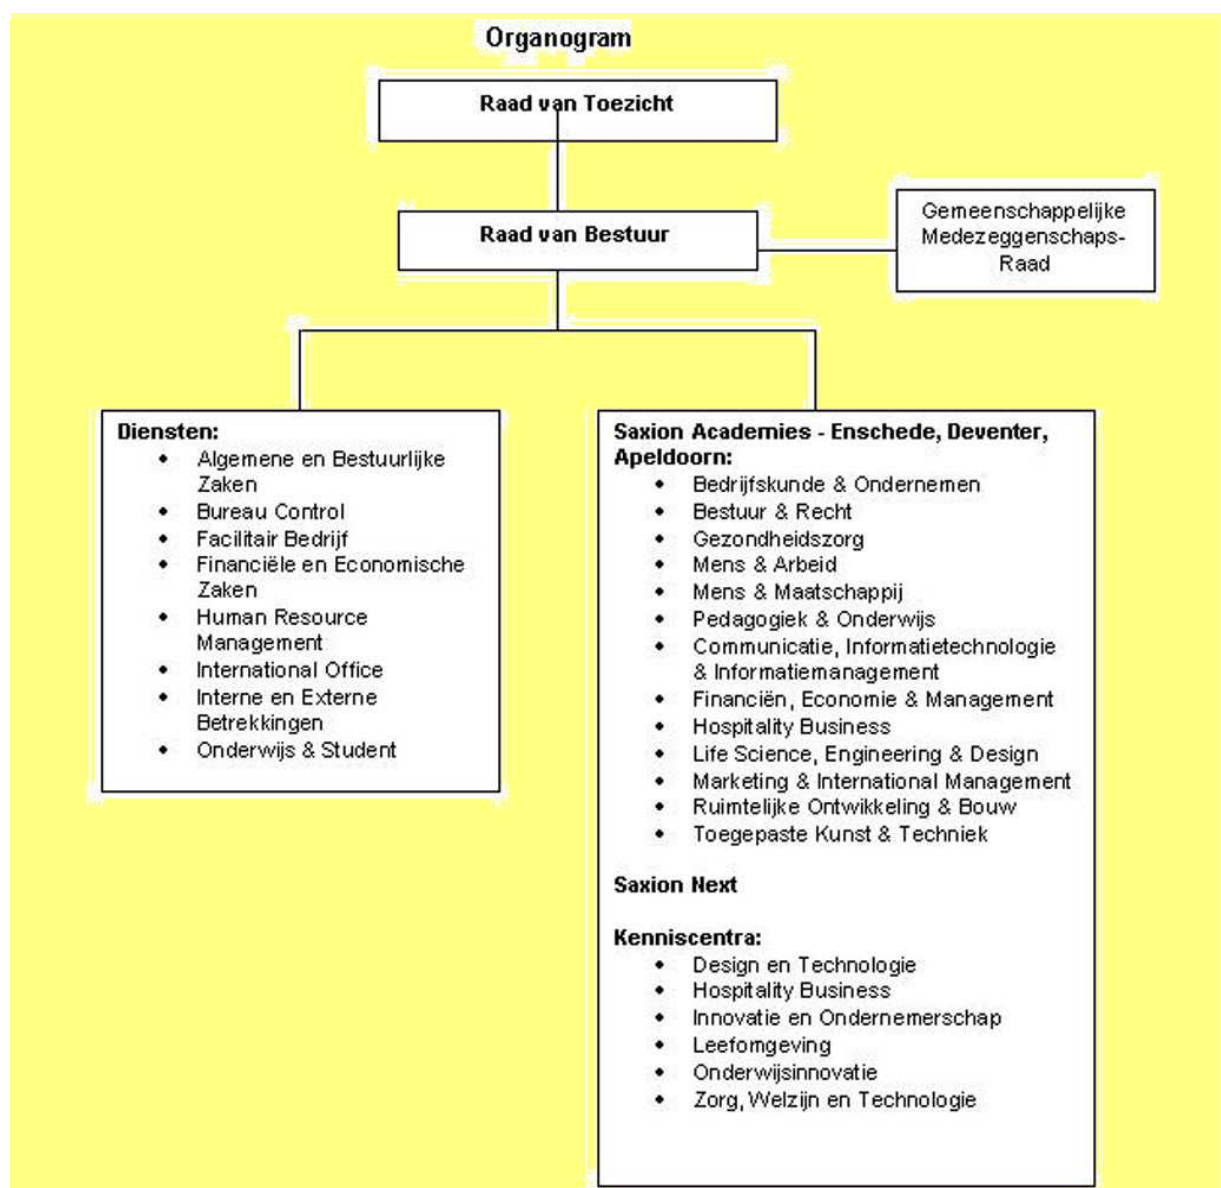 Organogram
Raad van Toezicht
Raad van Bestuur
Gemeenschappelijke
Medezeggenschaps-
Raad
Diensten:
• Algemene en Bestuurlijke
Zaken
• Bureau Control
• Facilitair Bedrijf
• Financiële en Economische
Zaken
• Human Resource
Management
• International Office
• Interne en Externe
Betrekkingen
• Onderwijs & Student
Saxion Academies - Enschede, Deventer,
Apeldoorn:
• Bedrijfskunde & Ondernemen
• Bestuur & Recht
• Gezondheidszorg
• Mens & Arbeid
• Mens & Maatschappij
• Pedagogiek & Onderwijs
• Communicatie, Informatietechnologie
& Informatiemanagement
• Financiën, Economie & Management
• Hospitality Business
• Life Science, Engineering & Design
• Marketing & International Management
• Ruimtelijke Ontwikkeling & Bouw
• Toegepaste Kunst & Techniek
Saxion Next
Kenniscentra:
• Design en Technologie
• Hospitality Business
• Innovatie en Ondernemerschap
• Leefomgeving
• Onderwijsinnovatie
• Zorg, Welzijn en Technologie